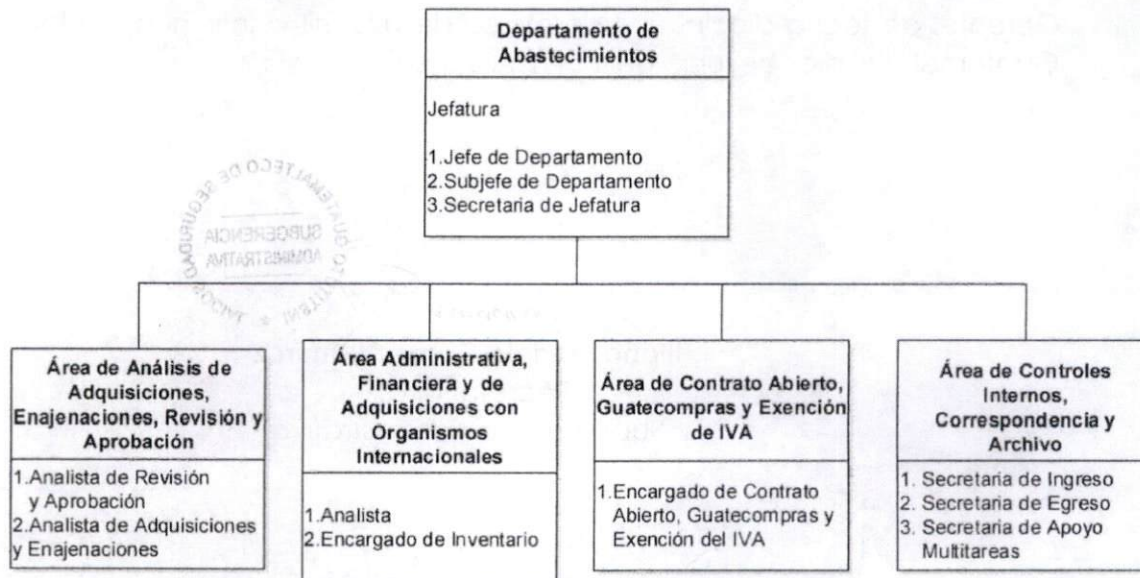 Departamento de
Abastecimientos
Jefatura
1.Jefe de Departamento
2.Subjefe de Departamento
3.Secretaria de Jefatura
SUBGERENCIA
ADMINISTRATIVA
Área de Análisis de
Adquisiciones,
Enajenaciones, Revisión y
Aprobación
1.Analista de Revisión
y Aprobación
2.Analista de Adquisiciones
y Enajenaciones
Área Administrativa,
Financiera y de
Adquisiciones con
Organismos
Internacionales
1.Analista
2.Encargado de Inventario
Área de Contrato Abierto,
Guatecompras y Exención
de IVA
1.Encargado de Contrato
Abierto, Guatecompras y
Exención del IVA
Área de Controles
Internos,
Correspondencia y
Archivo
1. Secretaria de Ingreso
2. Secretaria de Egreso
3. Secretaria de Apoyo
Multitareas